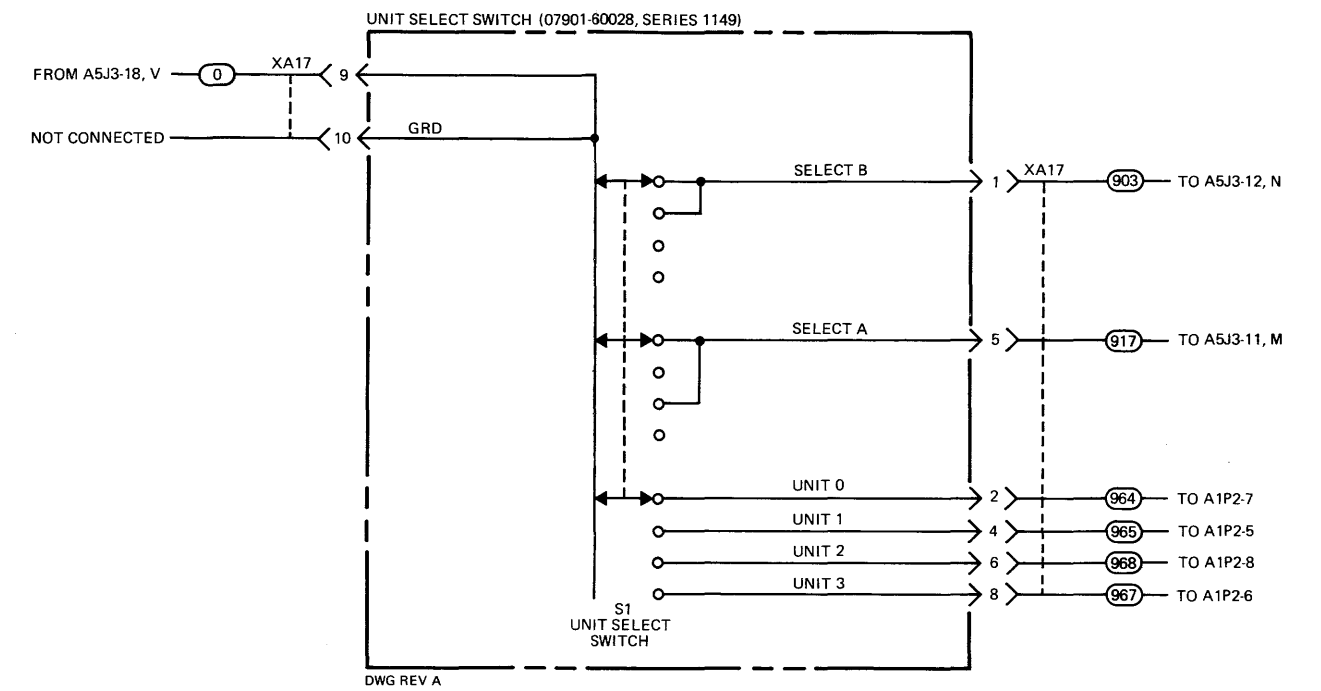 UNIT SELECT SWITCH (07901-60028, SERIES 1149)
FROM A5J3-18, V
0
XA17
9
NOT CONNECTED
10
GRD
SELECT B
1
XA17
903
TO A5J3-12, N
SELECT A
5
917
TO A5J3-11, M
UNIT 0
2
964
TO A1P2-7
UNIT 1
4
965
TO A1P2-5
UNIT 2
6
968
TO A1P2-8
UNIT 3
8
967
TO A1P2-6
S1
UNIT SELECT
SWITCH
DWG REV A